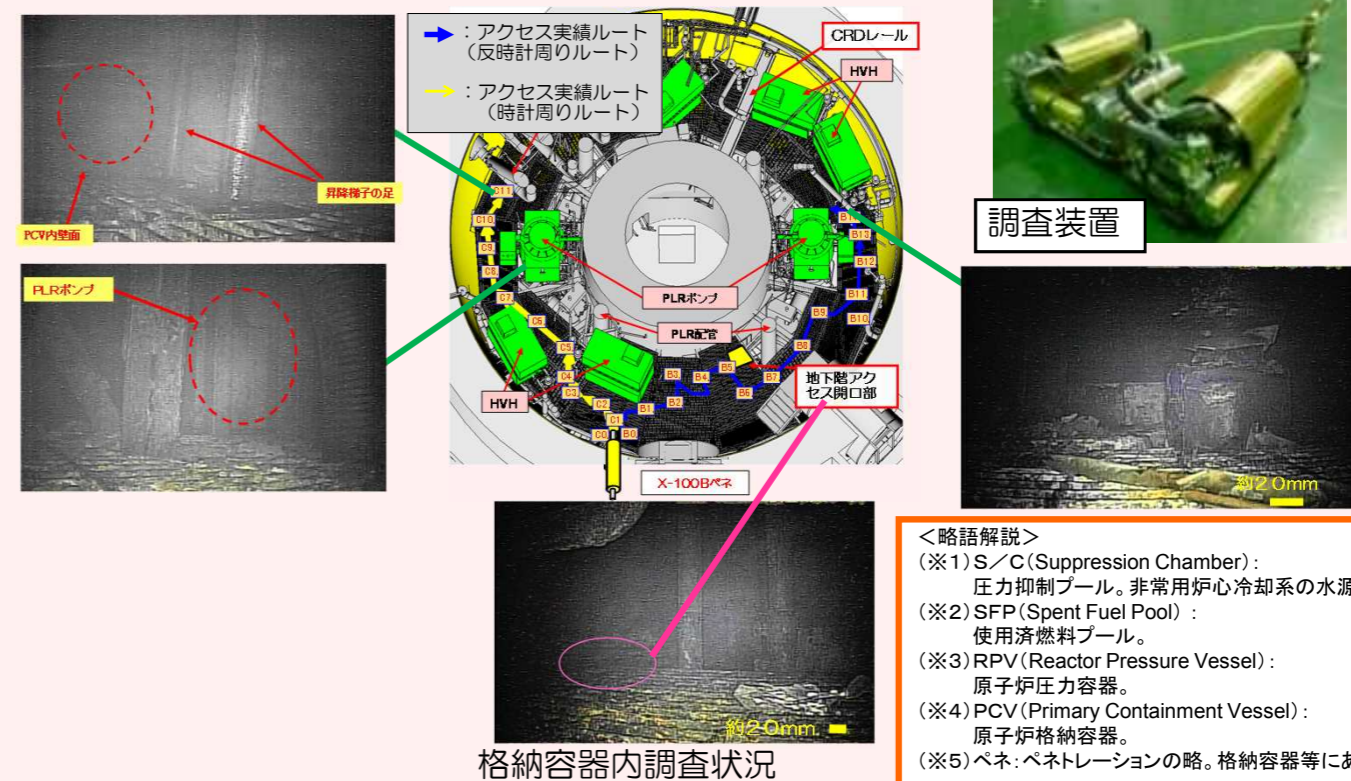 ：アクセス実績ルート
（反時計周りルート）
：アクセス実績ルート
（時計周りルート）
CRDレール
HVH
昇降梯子の足
PCV内壁面
PLRポンプ
調査装置
C11
C10
C9
C8
C7
C6
C5
C4
C3
C2
C1
C0
B0
B1
B2
B3
B4
B5
B6
B7
B8
B9
B10
B11
B12
B13
PLRポンプ
PLR配管
HVH
地下階アク
セス開口部
X-100Bペネ
約20mm
約20mm
格納容器内調査状況
＜略語解説＞
（※1）S／C（Suppression Chamber）：
圧力抑制プール。非常用炉心冷却系の水源
（※2）SFP（Spent Fuel Pool）：
使用済燃料プール。
（※3）RPV（Reactor Pressure Vessel）：
原子炉圧力容器。
（※4）PCV（Primary Containment Vessel）：
原子炉格納容器。
（※5）ペネ：ペネトレーションの略。格納容器等にあ